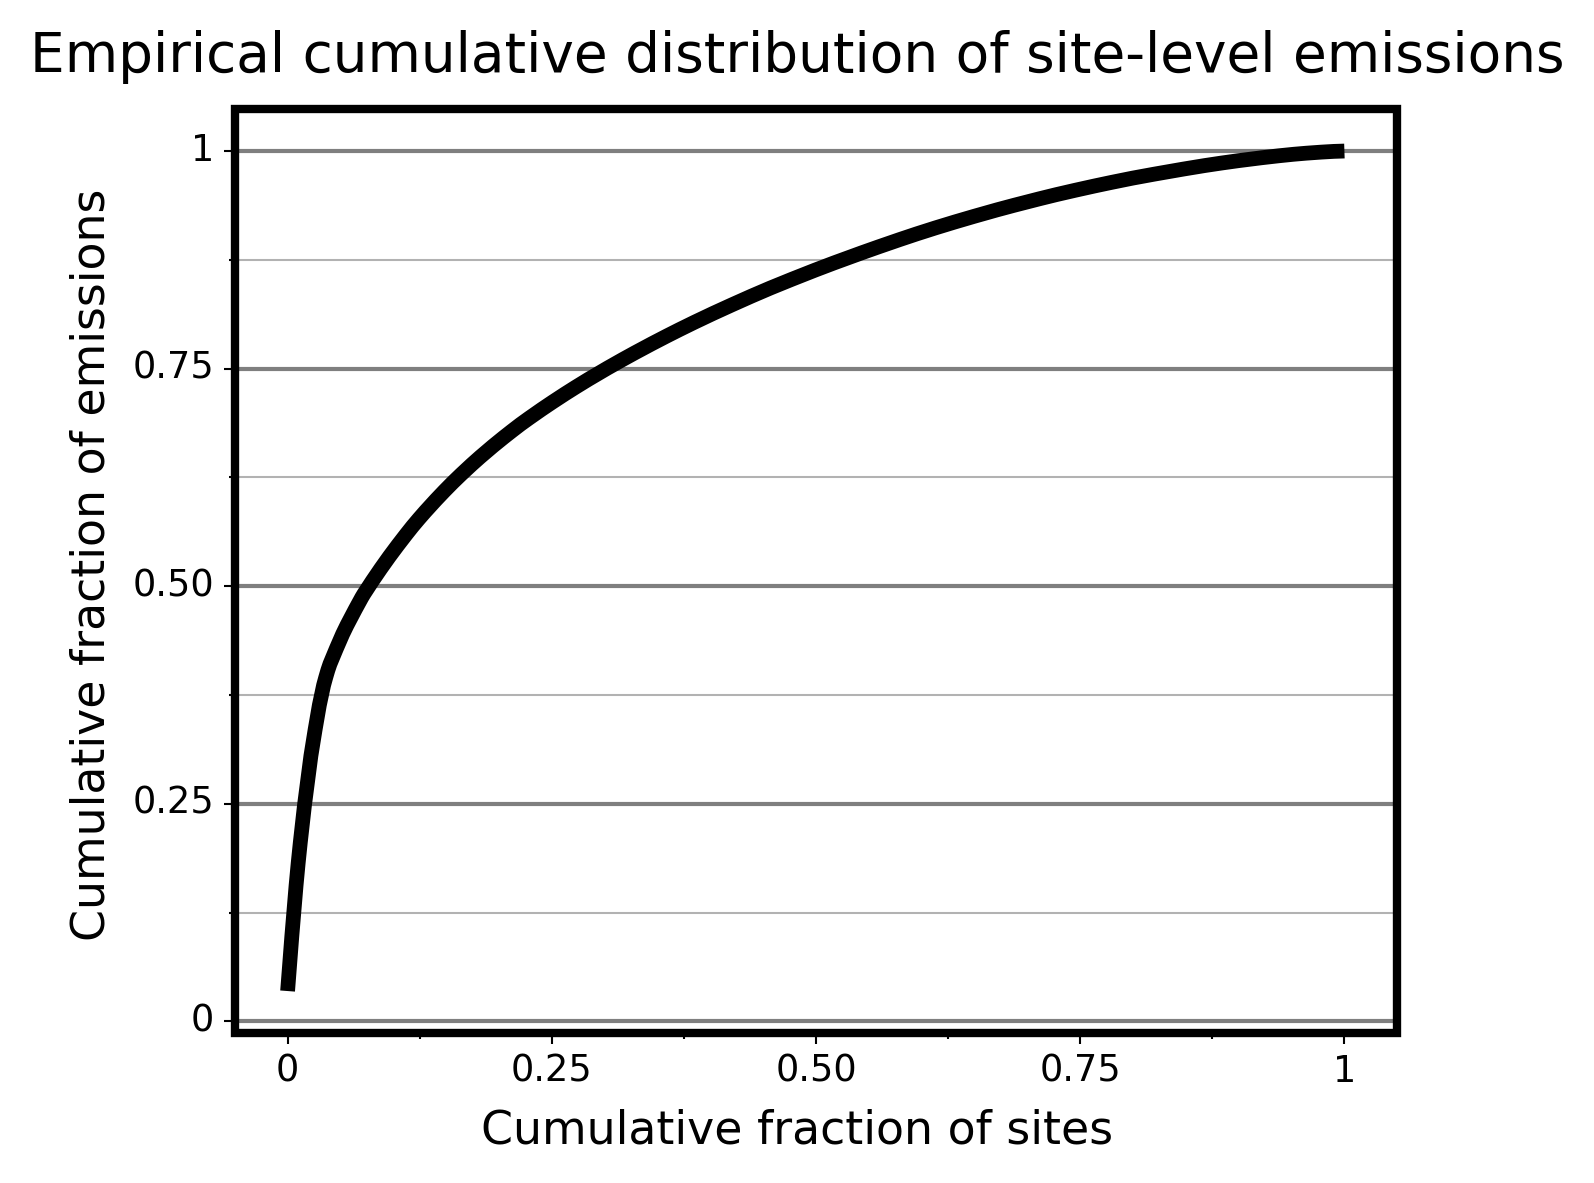 Empirical cumulative distribution of site-level emissions
Cumulative fraction of emissions
1
0.75
0.50
0.25
0
0 0.25 0.50 0.75 1
Cumulative fraction of sites